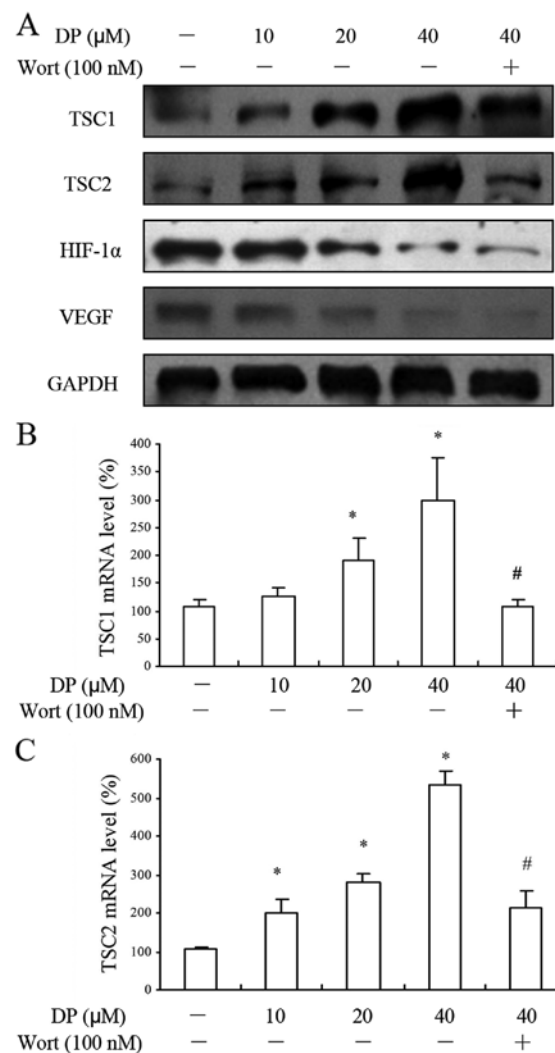 A
DP (μM) — 10 20 40 40
Wort (100 nM) — — — — +
TSC1
TSC2
HIF-1α
VEGF
GAPDH
B
TSC1 mRNA level (%)
400
350
300
250
200
150
100
50
0
* * #
DP (μM) — 10 20 40 40
Wort (100 nM) — — — — +
C
TSC2 mRNA level (%)
600
500
400
300
200
100
0
* * * #
DP (μM) — 10 20 40 40
Wort (100 nM) — — — — +